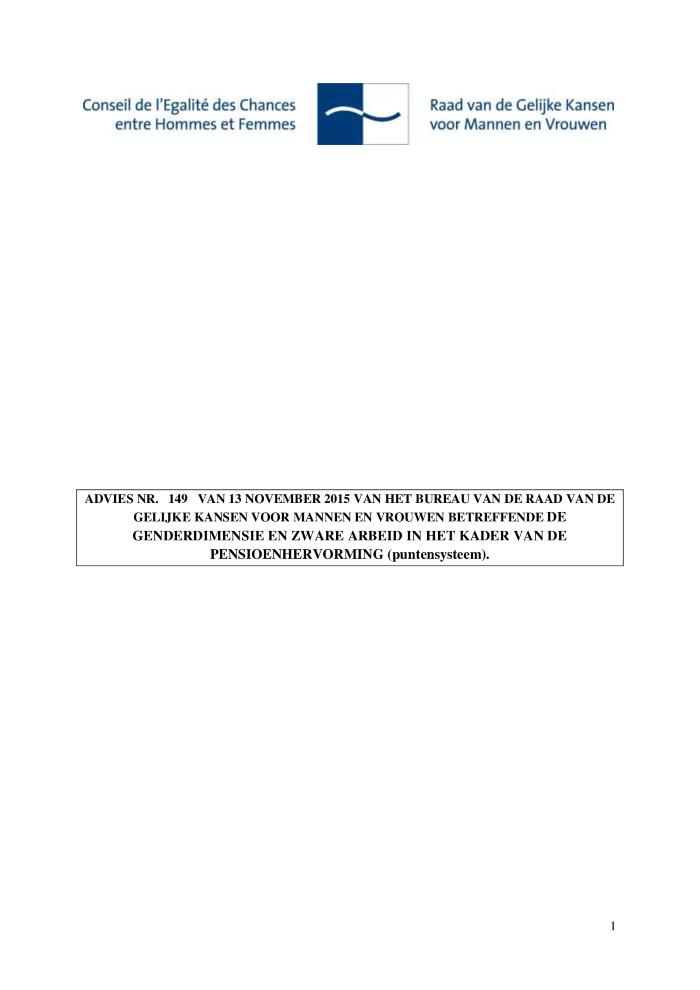 Conseil de l'Egalité des Chances
entre Hommes et Femmes
Raad van de Gelijke Kansen
voor Mannen en Vrouwen
ADVIES NR. 149 VAN 13 NOVEMBER 2015 VAN HET BUREAU VAN DE RAAD VAN DE
GELIJKE KANSEN VOOR MANNEN EN VROUWEN BETREFFENDE DE
GENDERDIMENSIE EN ZWARE ARBEID IN HET KADER VAN DE
PENSIOENHERVORMING (puntensysteem).
1